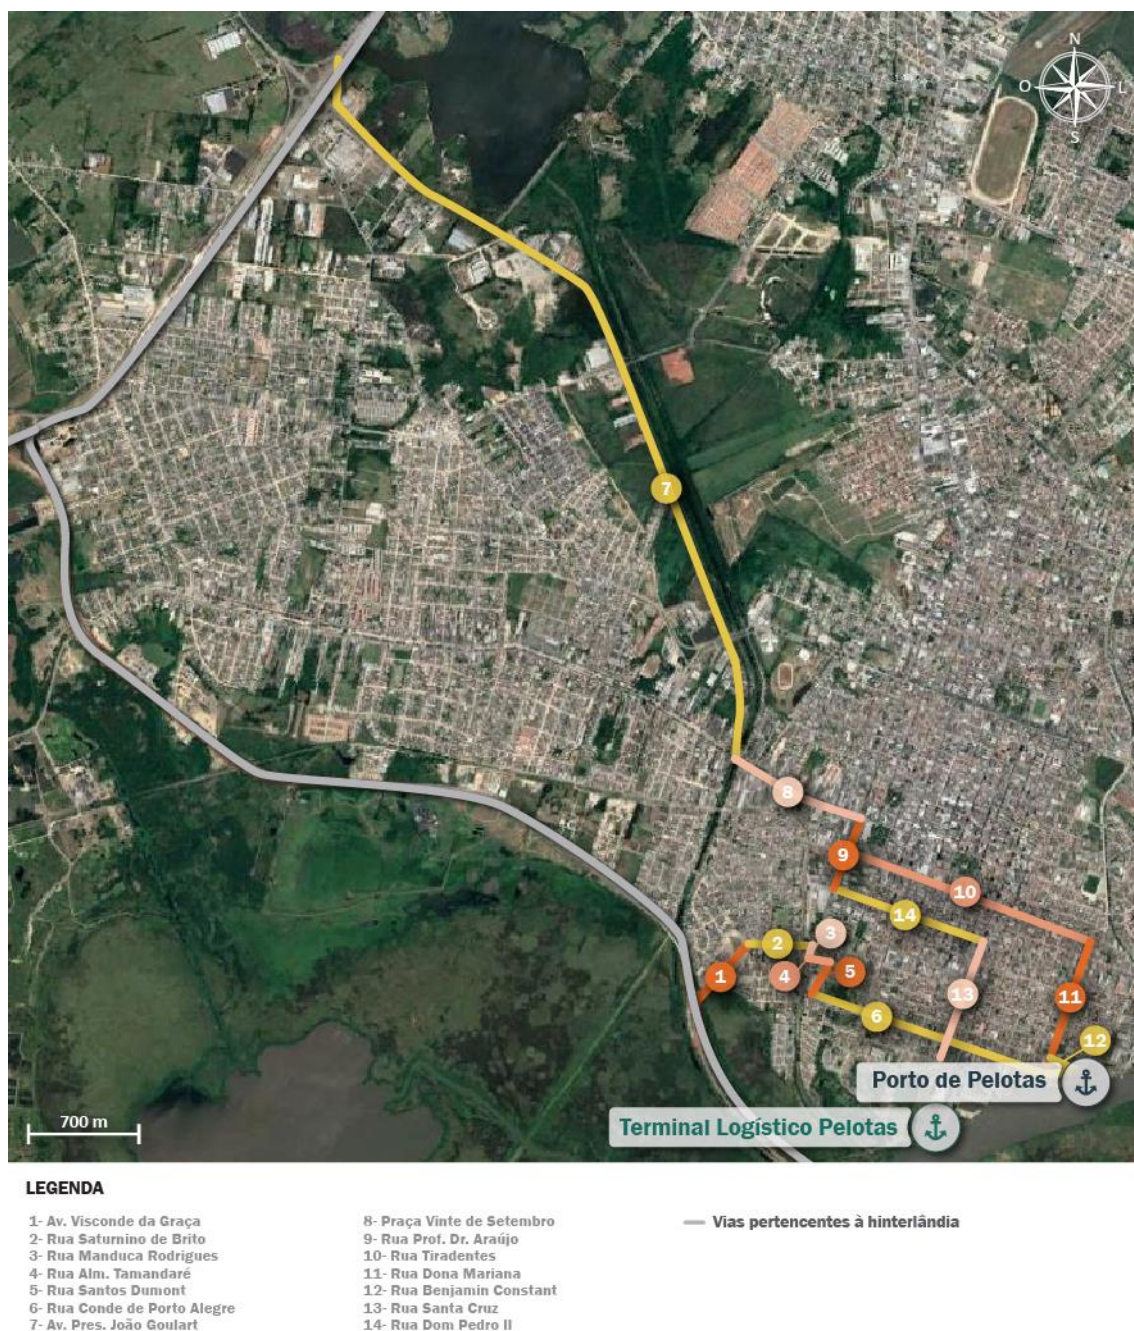 N
O
L
S
7
8
9
10
14
3
2
4
5
1
13
11
6
12
Porto de Pelotas
Terminal Logístico Pelotas
700 m
LEGENDA
1- Av. Visconde da Graça
2- Rua Saturnino de Brito
3- Rua Manduca Rodrigues
4- Rua Alm. Tamandaré
5- Rua Santos Dumont
6- Rua Conde de Porto Alegre
7- Av. Pres. João Goulart
8- Praça Vinte de Setembro
9- Rua Prof. Dr. Araújo
10- Rua Tiradentes
11- Rua Dona Mariana
12- Rua Benjamin Constant
13- Rua Santa Cruz
14- Rua Dom Pedro II
Vias pertencentes à hinterlândia